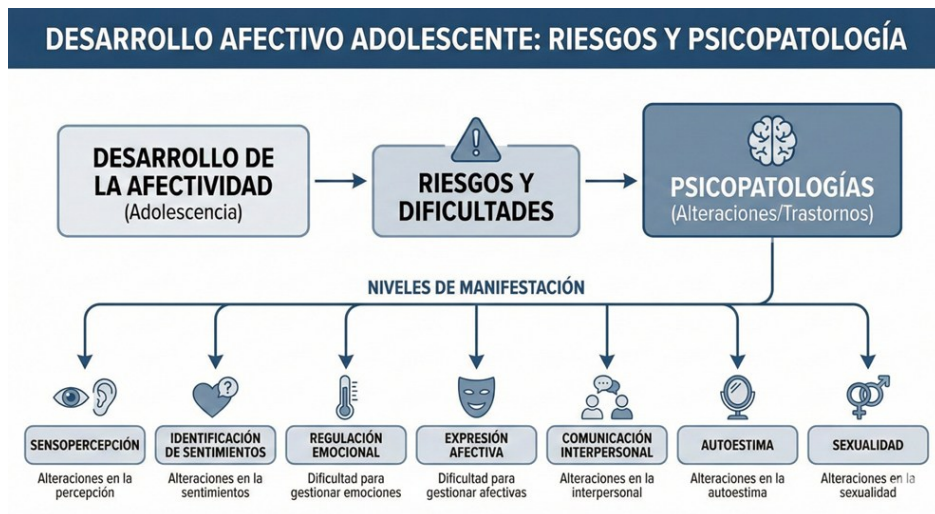 DESARROLLO AFECTIVO ADOLESCENTE: RIESGOS Y PSICOPATOLOGÍA
DESARROLLO DE
LA AFECTIVIDAD
(Adolescencia)
RIESGOS Y
DIFICULTADES
PSICOPATOLOGÍAS
(Alteraciones/Trastornos)
NIVELES DE MANIFESTACIÓN
SENSOPERCEPCIÓN
Alteraciones en la
percepción
IDENTIFICACIÓN
DE SENTIMIENTOS
Alteraciones en la
sentimientos
REGULACIÓN
EMOCIONAL
Dificultad para
gestionar emociones
EXPRESIÓN
AFECTIVA
Dificultad para
gestionar afectivas
COMUNICACIÓN
INTERPERSONAL
Alteraciones en la
interpersonal
AUTOESTIMA
Alteraciones en la
autoestima
SEXUALIDAD
Alteraciones en la
sexualidad